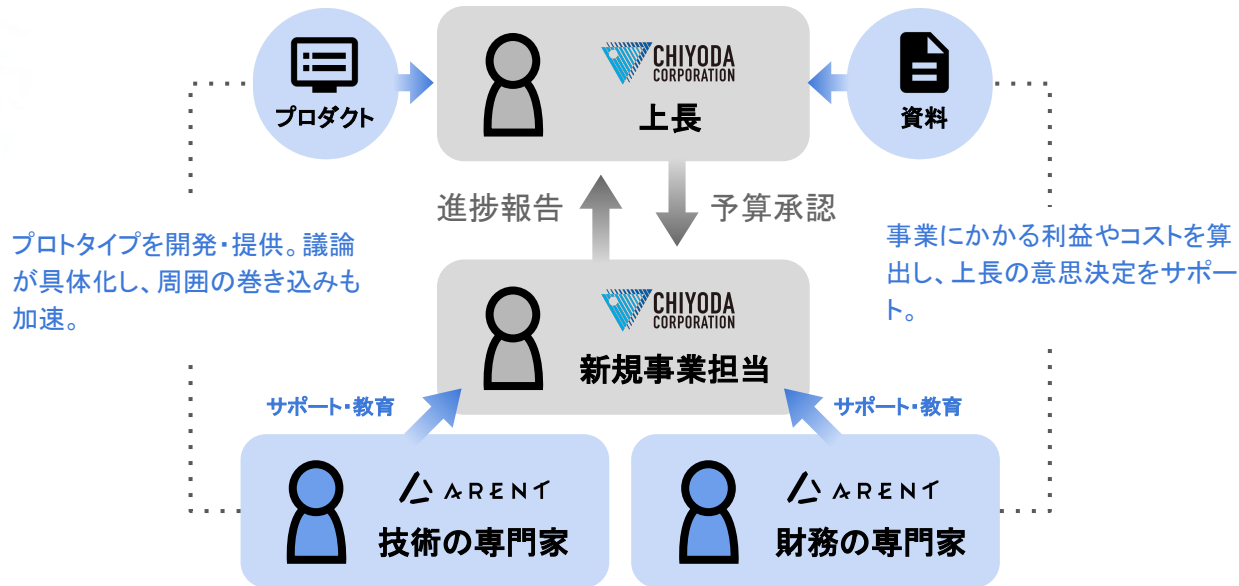 プロダクト
CHIYODA
CORPORATION
上長
資料
進捗報告
予算承認
プロトタイプを開発・提供。議論
が具体化し、周囲の巻き込みも
加速。
事業にかかる利益やコストを算
出し、上長の意思決定をサポー
ト。
CHIYODA
CORPORATION
新規事業担当
サポート・教育
サポート・教育
ARENT
技術の専門家
ARENT
財務の専門家